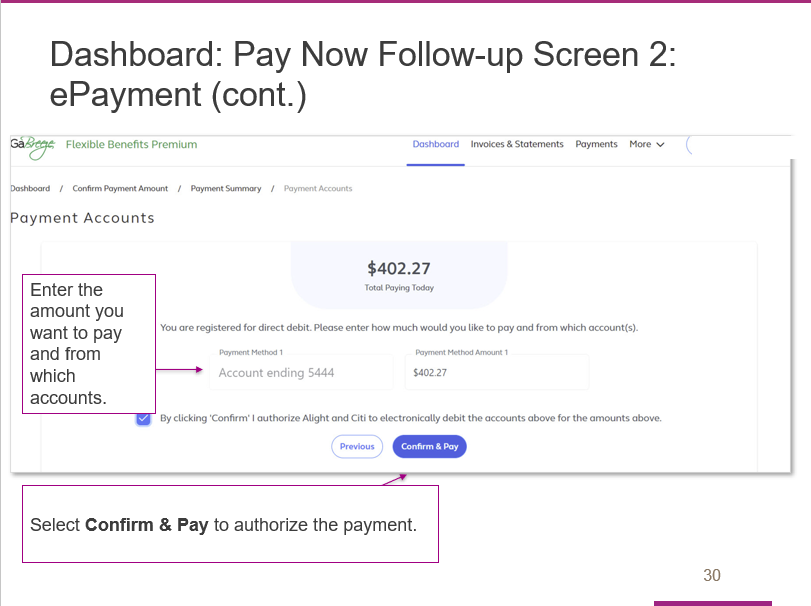 Dashboard: Pay Now Follow-up Screen 2:
ePayment (cont.)
GaBreeze Flexible Benefits Premium
Dashboard Invoices & Statements Payments More
Dashboard / Confirm Payment Amount / Payment Summary / Payment Accounts
Payment Accounts
$402.27
Total Paying Today
Enter the
amount you
want to pay
and from
which
accounts.
You are registered for direct debit. Please enter how much would you like to pay and from which account(s).
Payment Method 1 Payment Method Amount 1
Account ending 5444 $402.27
By clicking 'Confirm' I authorize Alight and Citi to electronically debit the accounts above for the amounts above.
Previous Confirm & Pay
Select Confirm & Pay to authorize the payment.
30